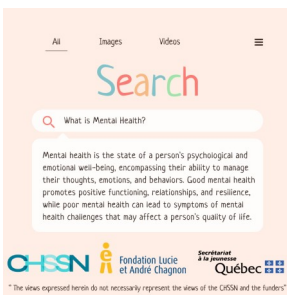 All Images Videos
Search
What is Mental Health?
Mental health is the state of a person's psychological and
emotional well-being, encompassing their ability to manage
their thoughts, emotions, and behaviors. Good mental health
promotes positive functioning, relationships, and resilience,
while poor mental health can lead to symptoms of mental
health challenges that may affect a person's quality of life.
CHSSN
Fondation Lucie
et André Chagnon
Secrétariat
à la jeunesse
Québec
" The views expressed herein do not necessarily represent the views of the CHSSN and the funders"